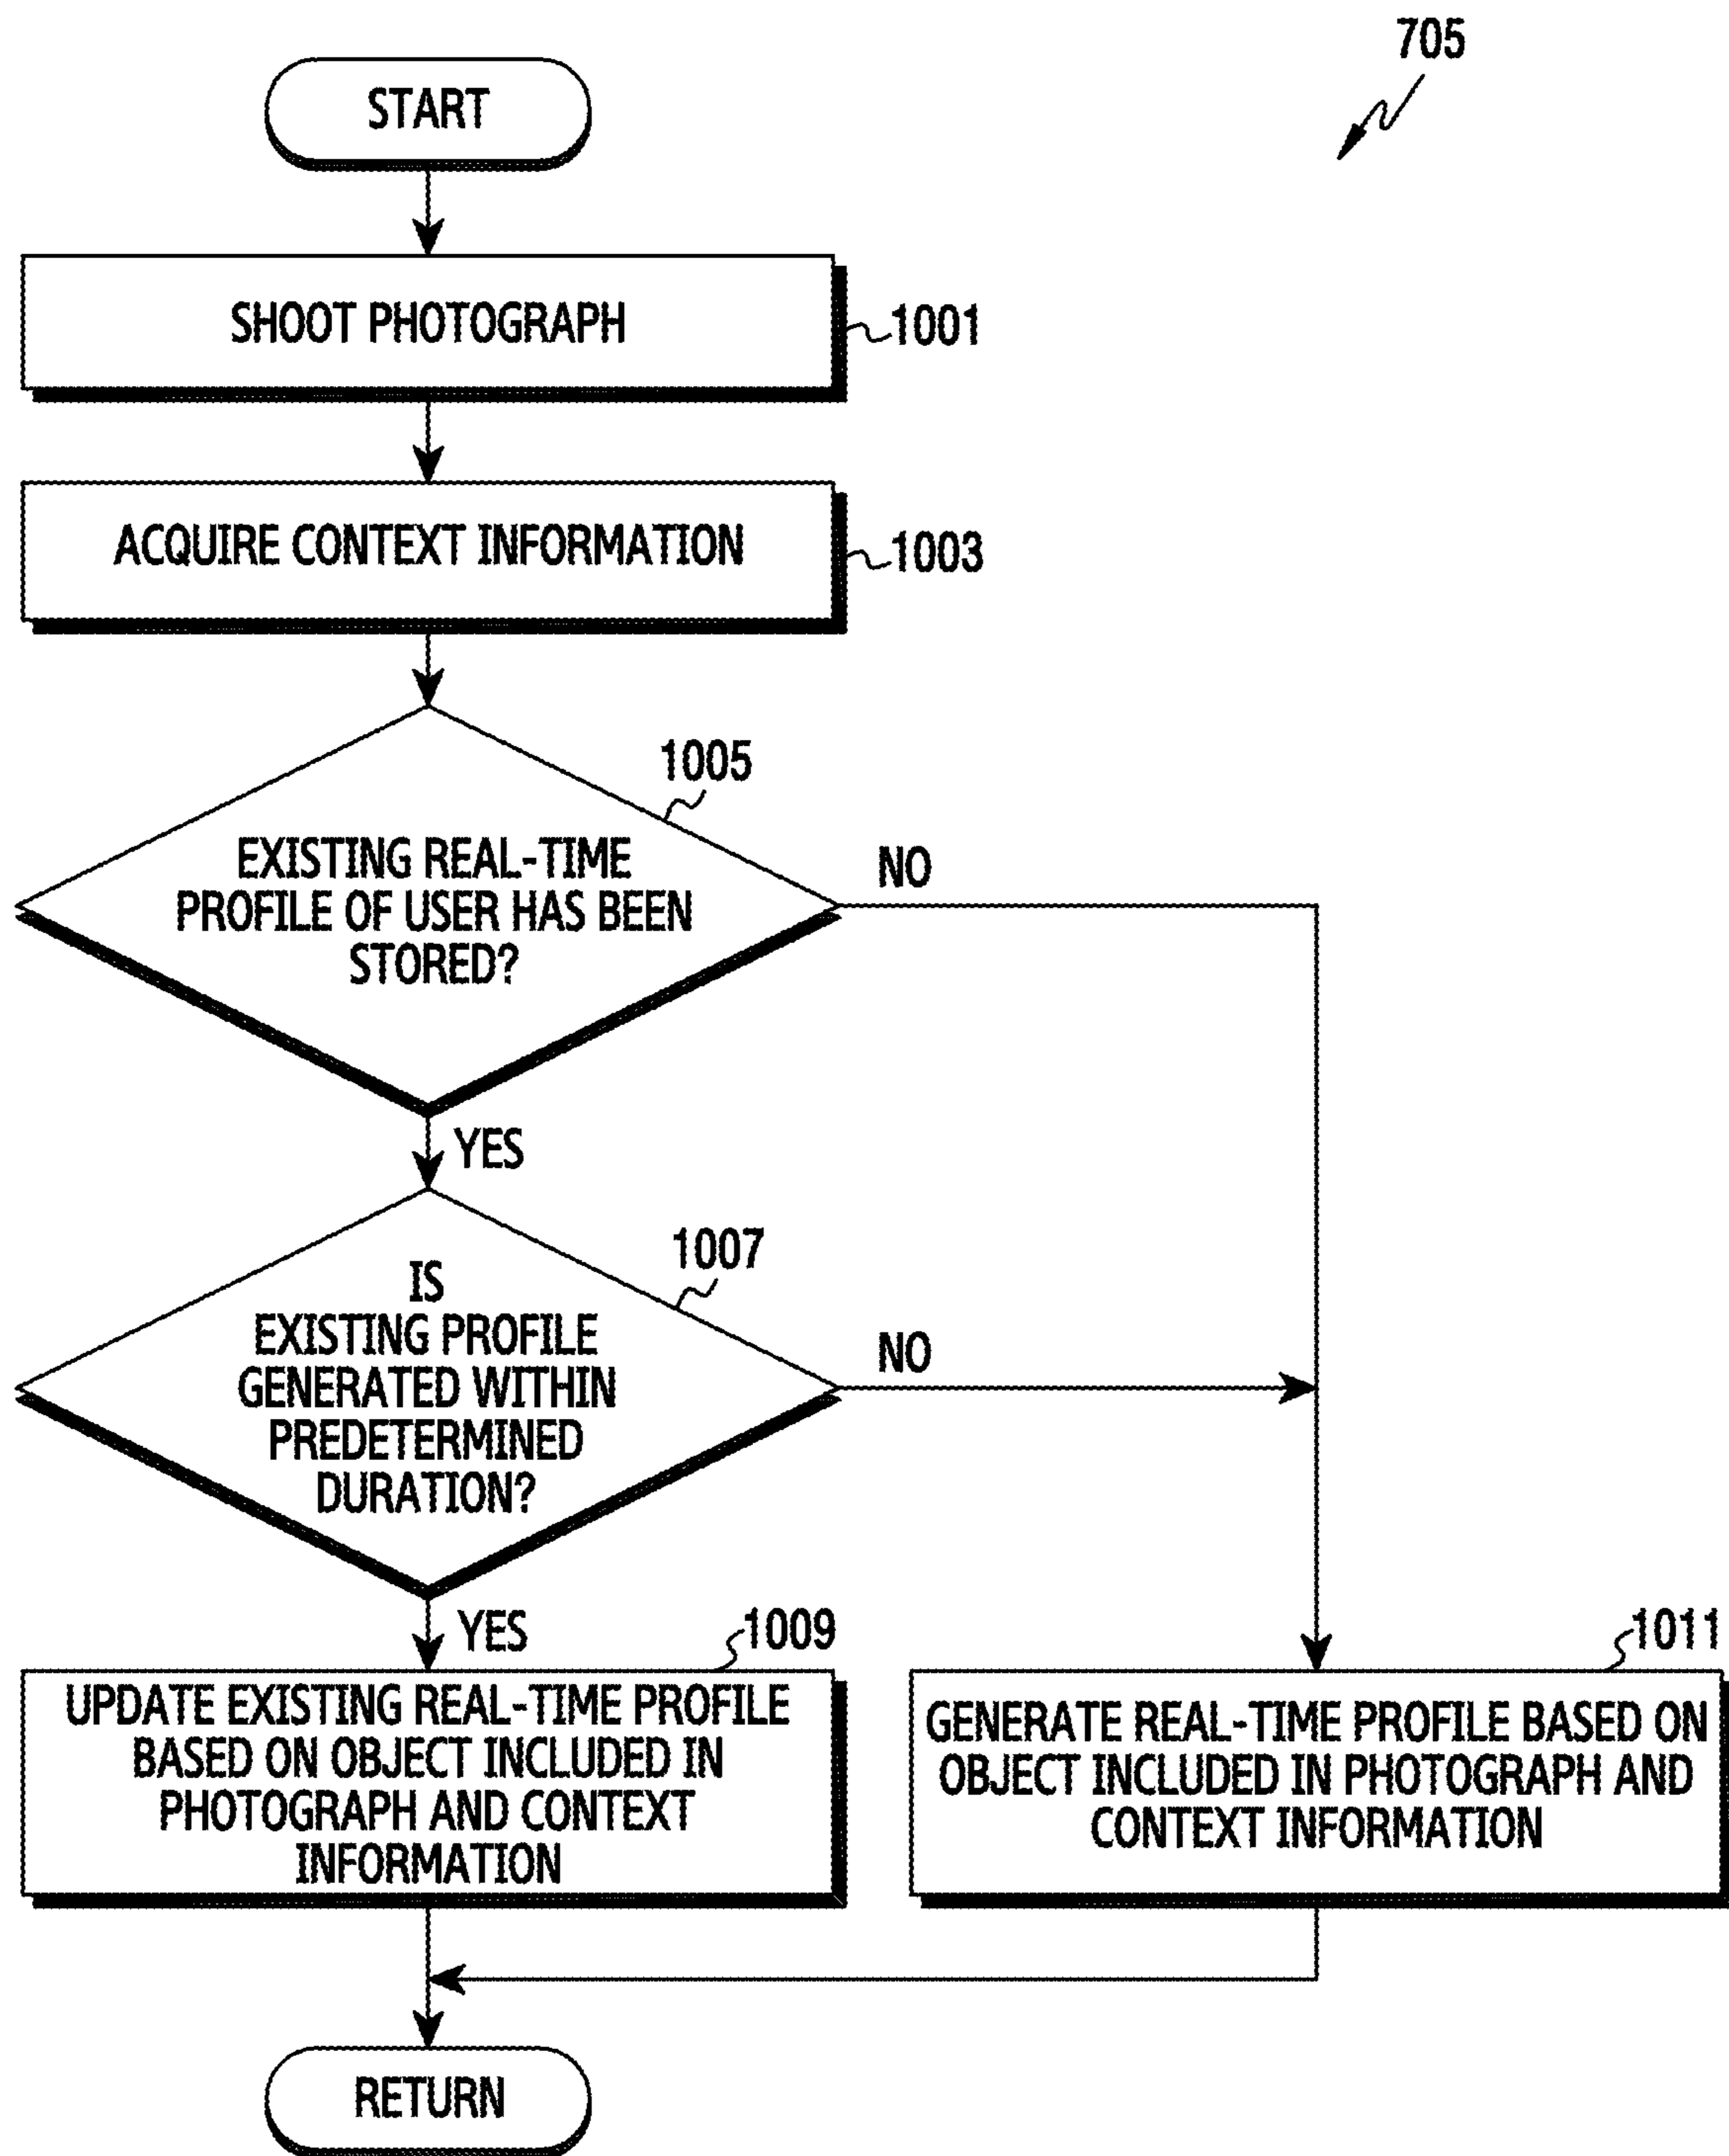 705
START
SHOOT PHOTOGRAPH
1001
ACQUIRE CONTEXT INFORMATION
1003
1005
EXISTING REAL-TIME
PROFILE OF USER HAS BEEN
STORED?
NO
YES
1007
IS
EXISTING PROFILE
GENERATED WITHIN
PREDETERMINED
DURATION?
NO
YES
1009
UPDATE EXISTING REAL-TIME PROFILE
BASED ON OBJECT INCLUDED IN
PHOTOGRAPH AND CONTEXT
INFORMATION
1011
GENERATE REAL-TIME PROFILE BASED ON
OBJECT INCLUDED IN PHOTOGRAPH AND
CONTEXT INFORMATION
RETURN